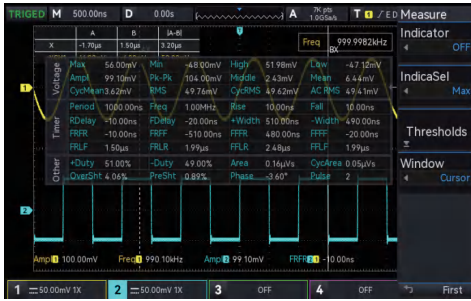 TRIGED M 500.00ns D 0.00s A 7K pts 1.0GSa/s T 1 ED Measure
A B |A-B|
X -1.70μs 1.50μs 3.20μs
Freq 999.9982kHz
BX
Indicator
OFF
Voltage
Max 56.00mV Min -48.00mV High 51.98mV Low -47.12mV
Ampl 99.10mV Pk-Pk 104.00mV Middle 2.43mV Mean 6.44mV
CycMean 3.62mV RMS 49.76mV CycRMS 49.62mV AC RMS 49.41mV
IndicaSel
Max
Timer
Period 1000.00ns Freq 1.00MHz Rise 10.00ns Fall 10.00ns
RDelay -10.00ns FDelay -20.00ns +Width 510.00ns -Width 490.00ns
FRFR -10.00ns FRFF -510.00ns FFFR 480.00ns FFFF -20.00ns
FRLF 1.50μs FRLR 1.99μs FFLR 2.48μs FFLF 1.99μs
Thresholds
Other
+Duty 51.00% -Duty 49.00% Area 0.16μVs CycArea 0.05μVs
OverSht 4.06% PreSht 0.89% Phase -3.60° Pulse 2
Window
Cursor
1
2
Ampl 1 100.00mV Freq 1 990.10kHz Ampl 2 99.10mV FRFR 2 1 -10.00ns
1 50.00mV 1X 2 50.00mV 1X 3 OFF 4 OFF First